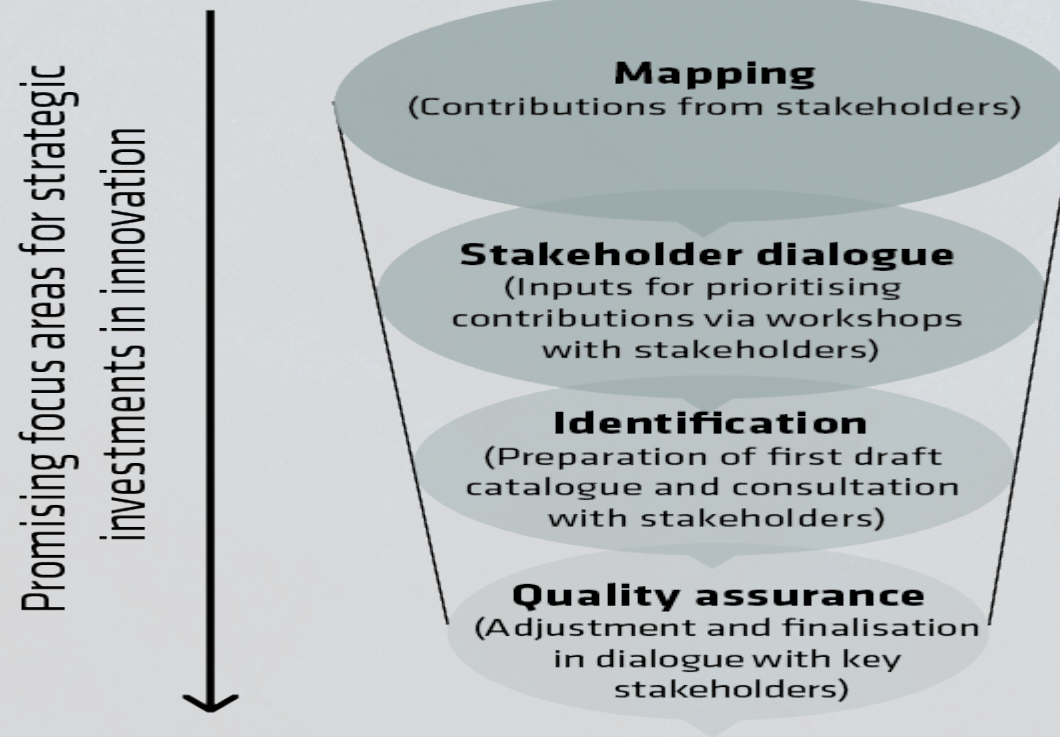 Promising focus areas for strategic
investments in innovation
Mapping
(Contributions from stakeholders)
Stakeholder dialogue
(Inputs for prioritising
contributions via workshops
with stakeholders)
Identification
(Preparation of first draft
catalogue and consultation
with stakeholders)
Quality assurance
(Adjustment and finalisation
in dialogue with key
stakeholders)